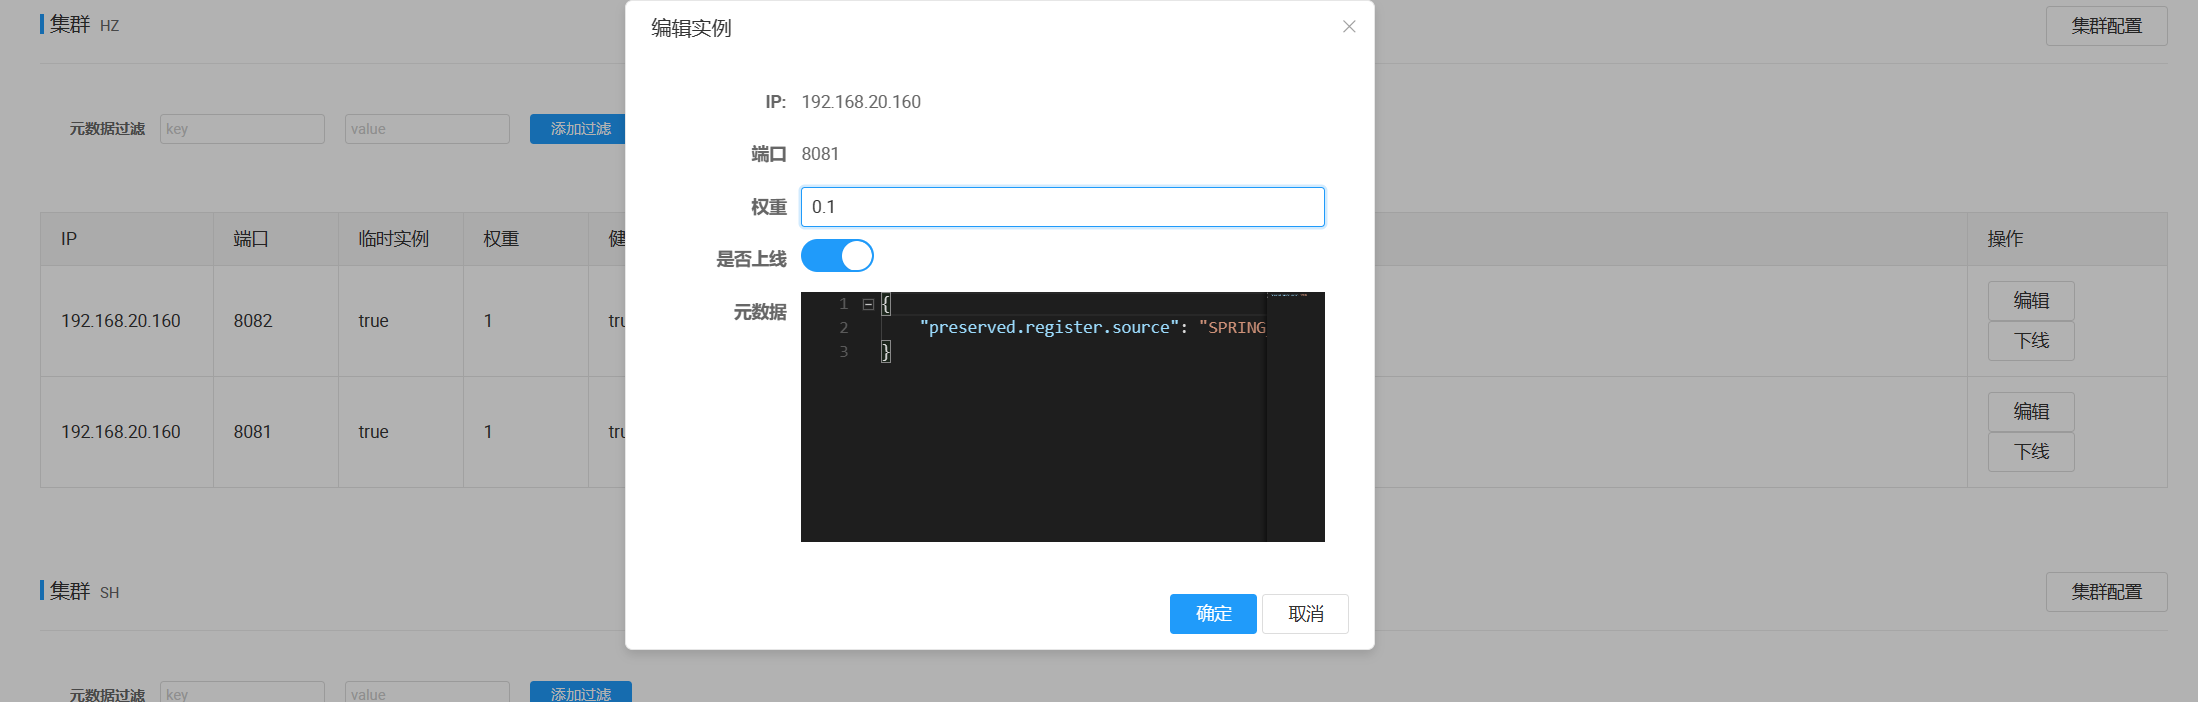 集群 HZ
集群配置
编辑实例
IP: 192.168.20.160
端口 8081
权重 0.1
是否上线
元数据
1 {
2 "preserved.register.source": "SPRING
3 }
确定 取消
元数据过滤 key value 添加过滤
IP 端口 临时实例 权重 健 操作
192.168.20.160 8082 true 1 tru 编辑
下线
192.168.20.160 8081 true 1 tru 编辑
下线
集群 SH
集群配置
元数据过滤 key value 添加过滤